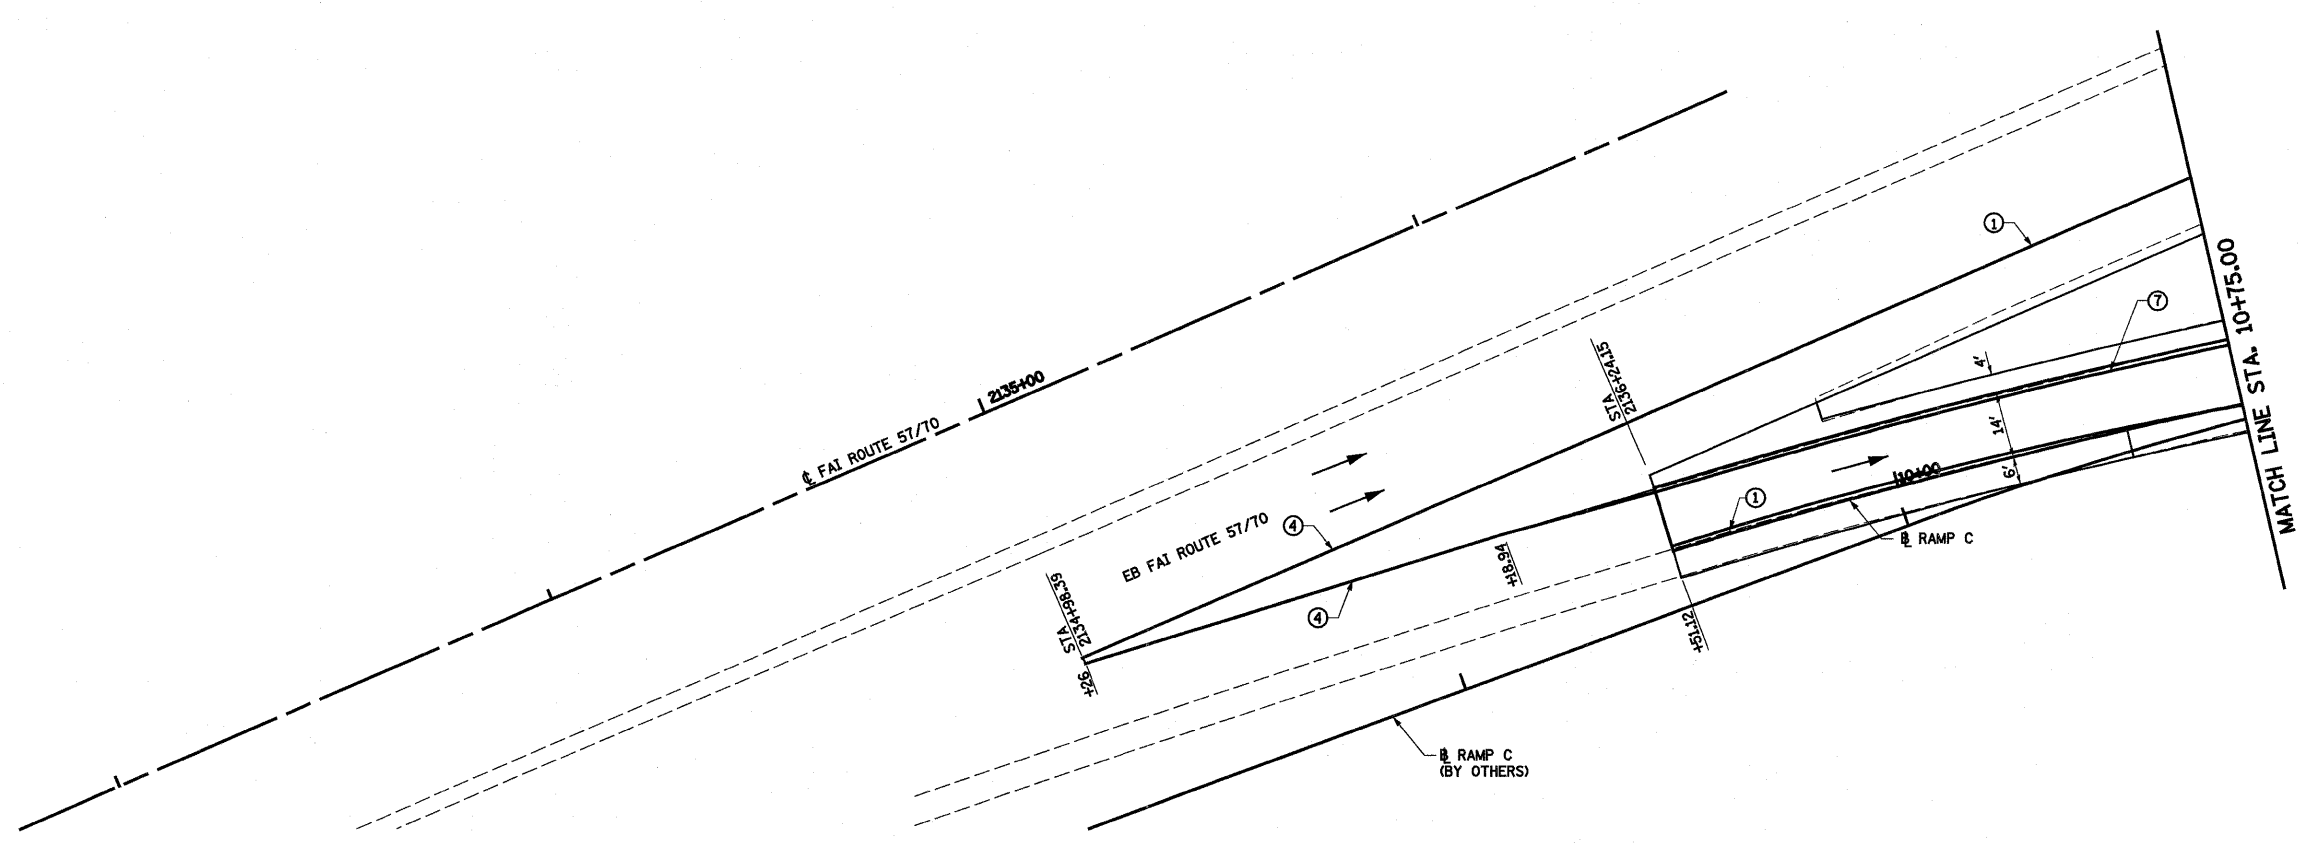 ℄ FAI ROUTE 57/70
2135+00
EB FAI ROUTE 57/70
STA
2134+98.39
+26
4
4
+18.94
STA
2136+24.15
+51.12
1
1
7
4'
14'
6'
10+00
℄ RAMP C
℄ RAMP C
(BY OTHERS)
MATCH LINE STA. 10+75.00